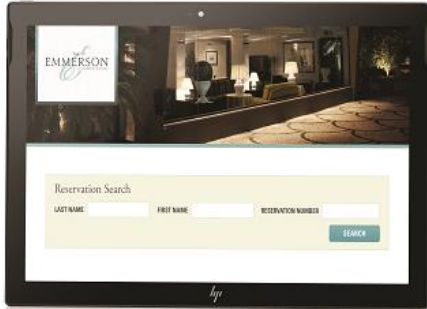 EMMERSON
Reservation Search
LAST NAME FIRST NAME RESERVATION NUMBER
SEARCH
hp